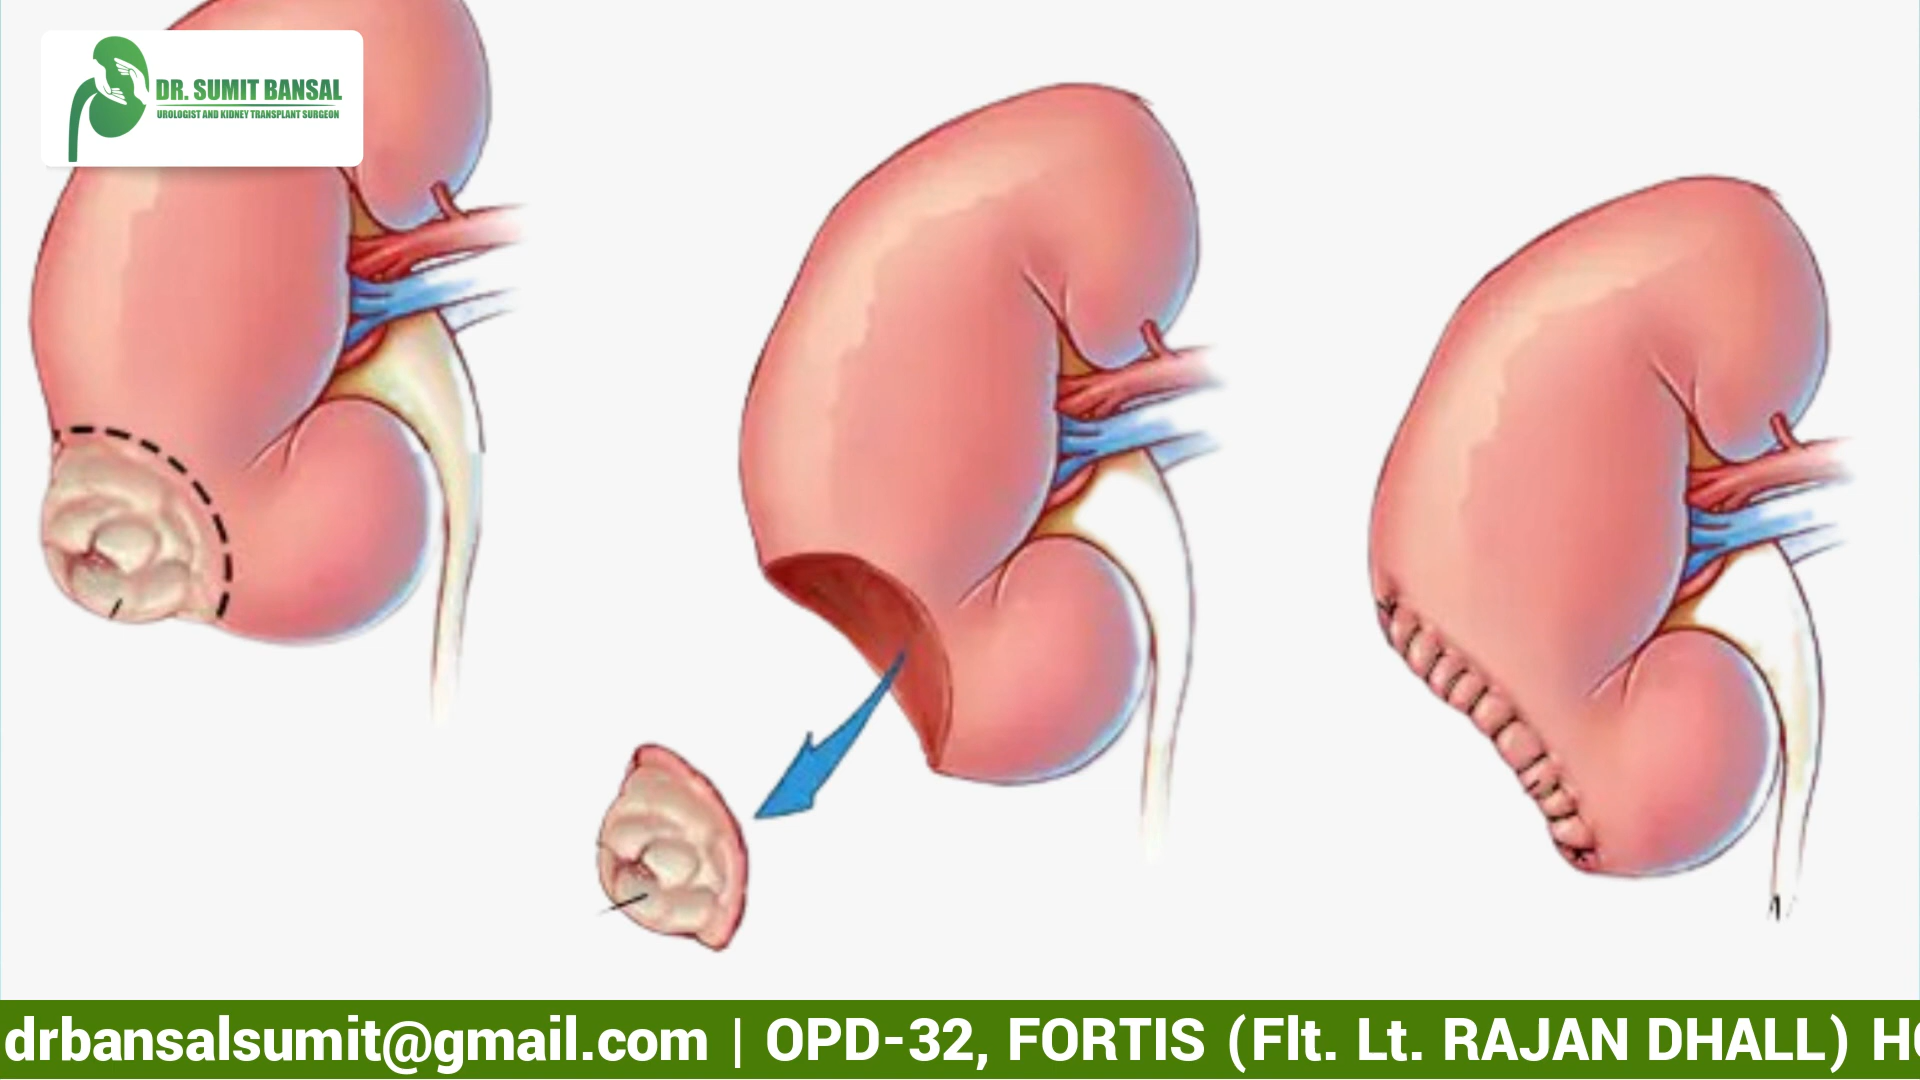 DR. SUMIT BANSAL
UROLOGIST AND KIDNEY TRANSPLANT SURGEON
drbansalsumit@gmail.com | OPD-32, FORTIS (Flt. Lt. RAJAN DHALL)